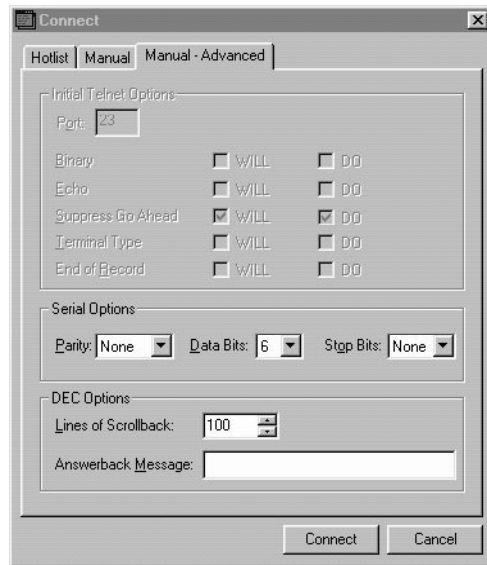 Connect
Hotlist Manual Manual - Advanced
Initial Telnet Options
Port: 23
Binary WILL DO
Echo WILL DO
Suppress Go Ahead WILL DO
Terminal Type WILL DO
End of Record WILL DO
Serial Options
Parity: None Data Bits: 6 Stop Bits: None
DEC Options
Lines of Scrollback: 100
Answerback Message:
Connect Cancel